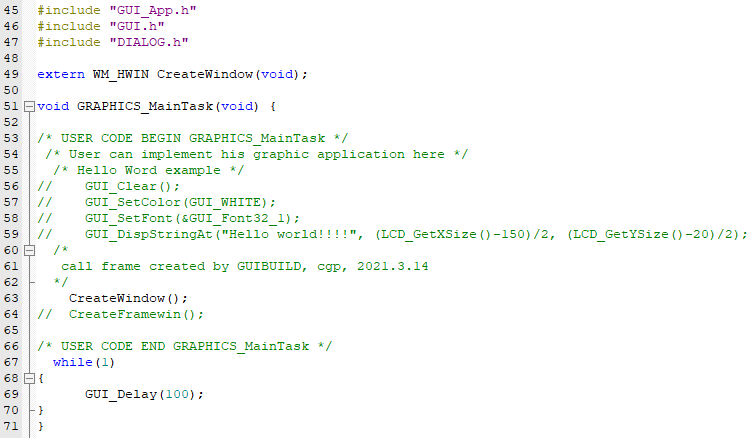 45 #include "GUI_App.h"
46 #include "GUI.h"
47 #include "DIALOG.h"
48
49 extern WM_HWIN CreateWindow(void);
50
51 void GRAPHICS_MainTask(void) {
52
53 /* USER CODE BEGIN GRAPHICS_MainTask */
54  /* User can implement his graphic application here */
55   /* Hello Word example */
56 //    GUI_Clear();
57 //    GUI_SetColor(GUI_WHITE);
58 //    GUI_SetFont(&GUI_Font32_1);
59 //    GUI_DispStringAt("Hello world!!!!", (LCD_GetXSize()-150)/2, (LCD_GetYSize()-20)/2);
60   /*
61    call frame created by GUIBUILD, cgp, 2021.3.14
62   */
63     CreateWindow();
64 //  CreateFramewin();
65
66 /* USER CODE END GRAPHICS_MainTask */
67   while(1)
68 {
69       GUI_Delay(100);
70 }
71 }